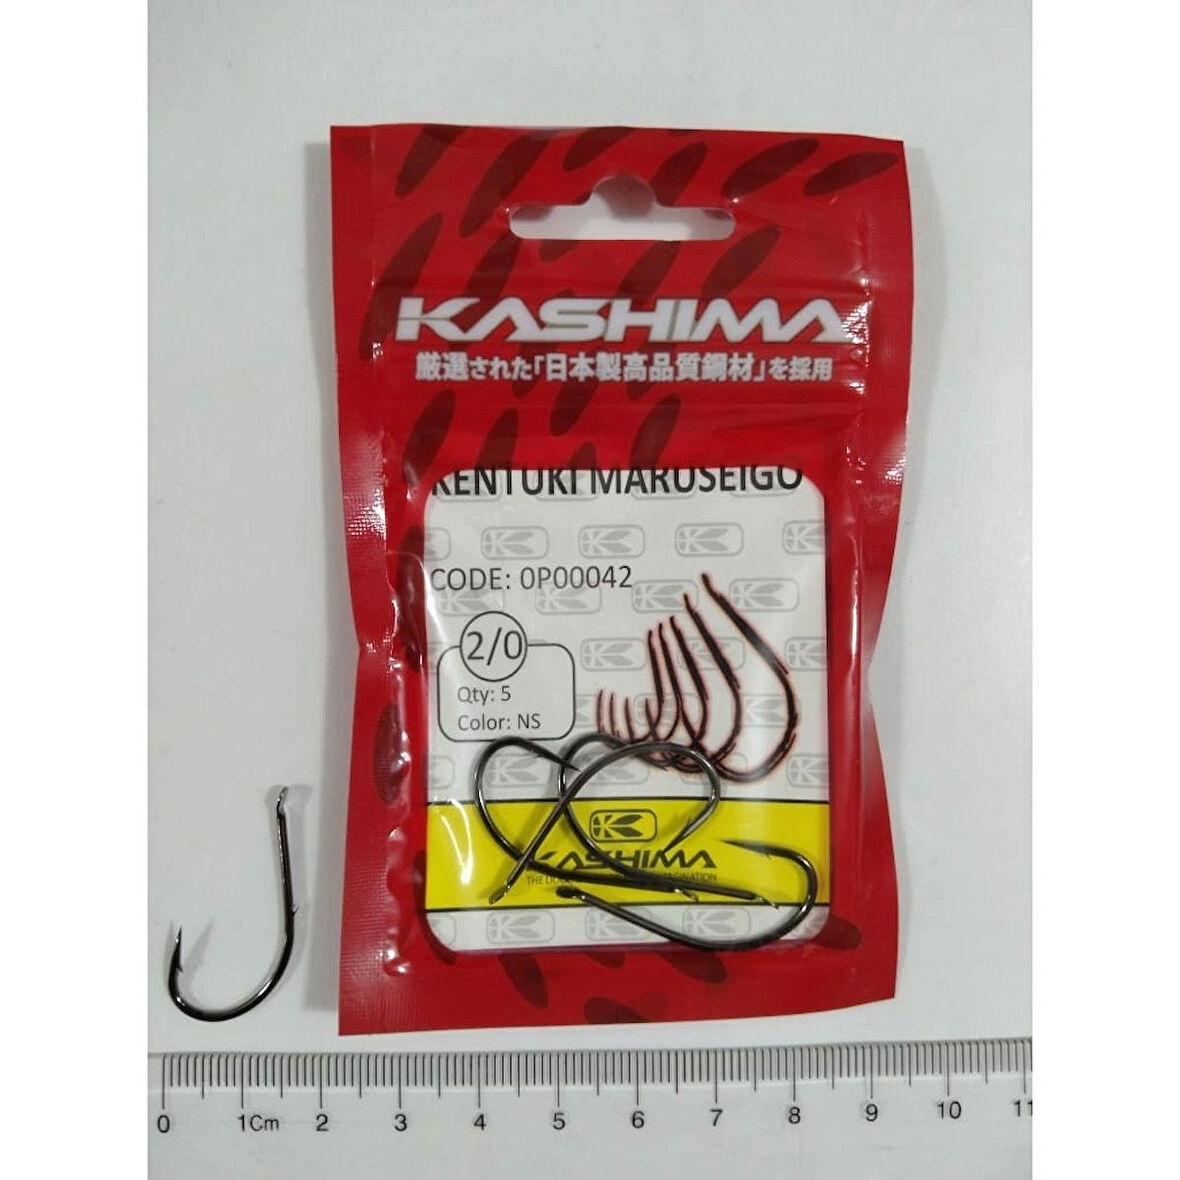 KASHIMA
厳選された「日本製高品質鋼材」を採用
KENTUKI MARUSEIGO
CODE: 0P00042
2/0
Qty: 5
Color: NS
KASHIMA
THE
0 1Cm 2 3 4 5 6 7 8 9 10 11